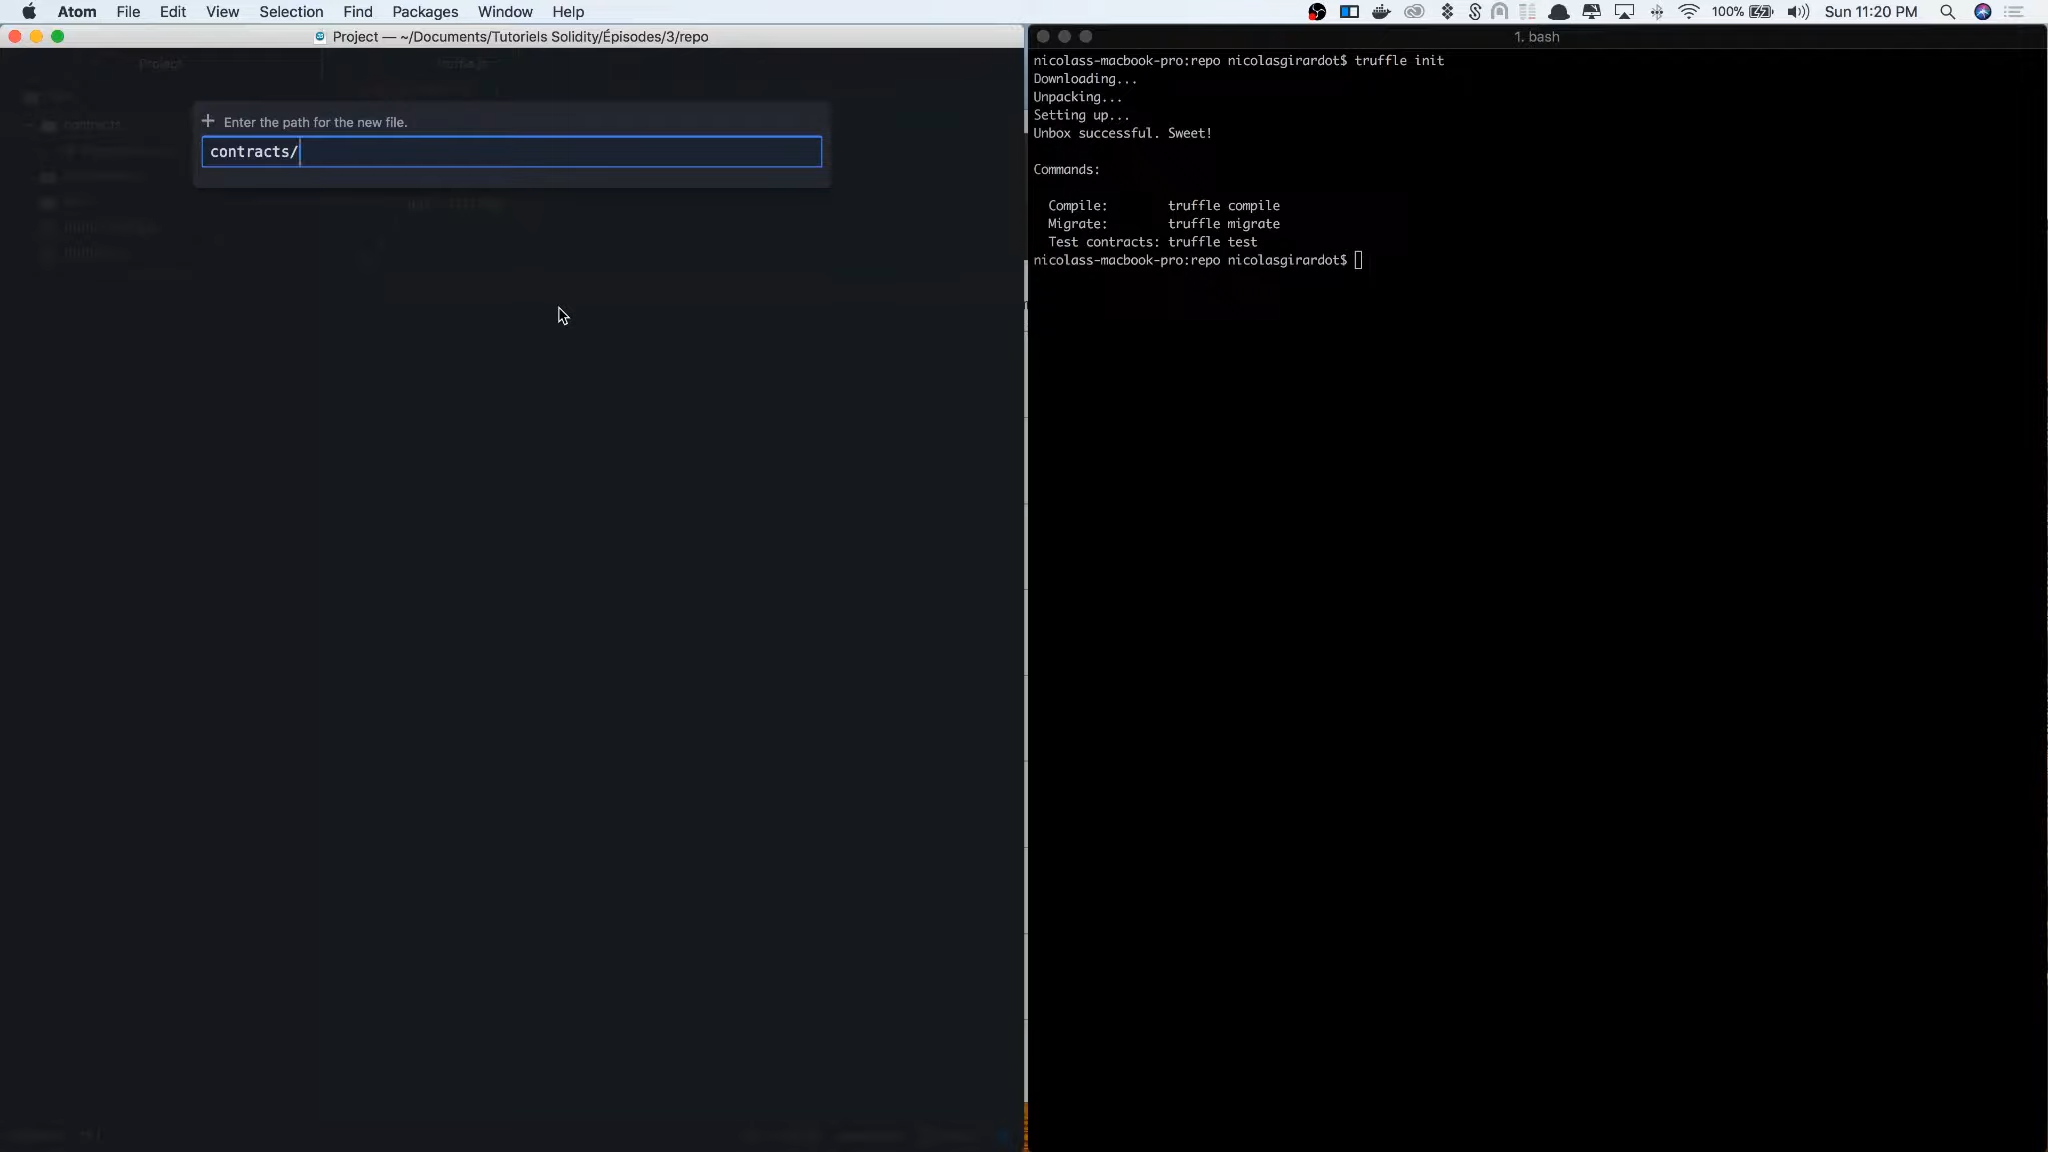 Atom File Edit View Selection Find Packages Window Help
100% Sun 11:20 PM
Project — ~/Documents/Tutoriels Solidity/Épisodes/3/repo
Project
contracts
Enter the path for the new file.
contracts/
1. bash
nicolass-macbook-pro:repo nicolasgirardot$ truffle init
Downloading...
Unpacking...
Setting up...
Unbox successful. Sweet!
Commands:
Compile: truffle compile
Migrate: truffle migrate
Test contracts: truffle test
nicolass-macbook-pro:repo nicolasgirardot$